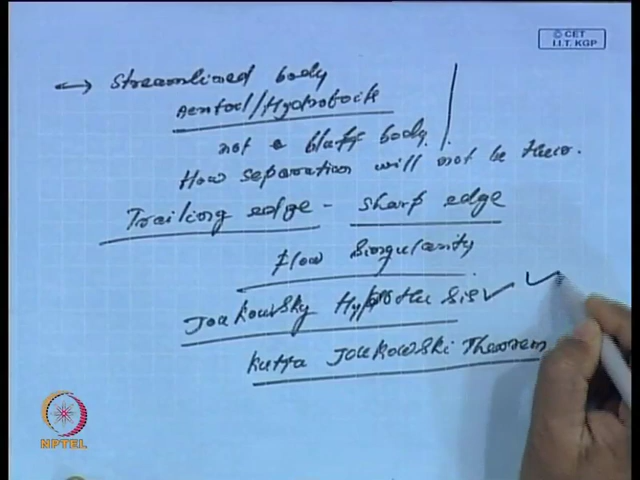 © CET
I.I.T. KGP
→ Streamlined body
Aerofoil/Hydrofoil
not a bluff body.
Flow separation will not be there.
Trailing edge - sharp edge
Flow Singularity
Joukowsky Hypothesis ✓ ✓
Kutta Joukowski Theorem
NPTEL